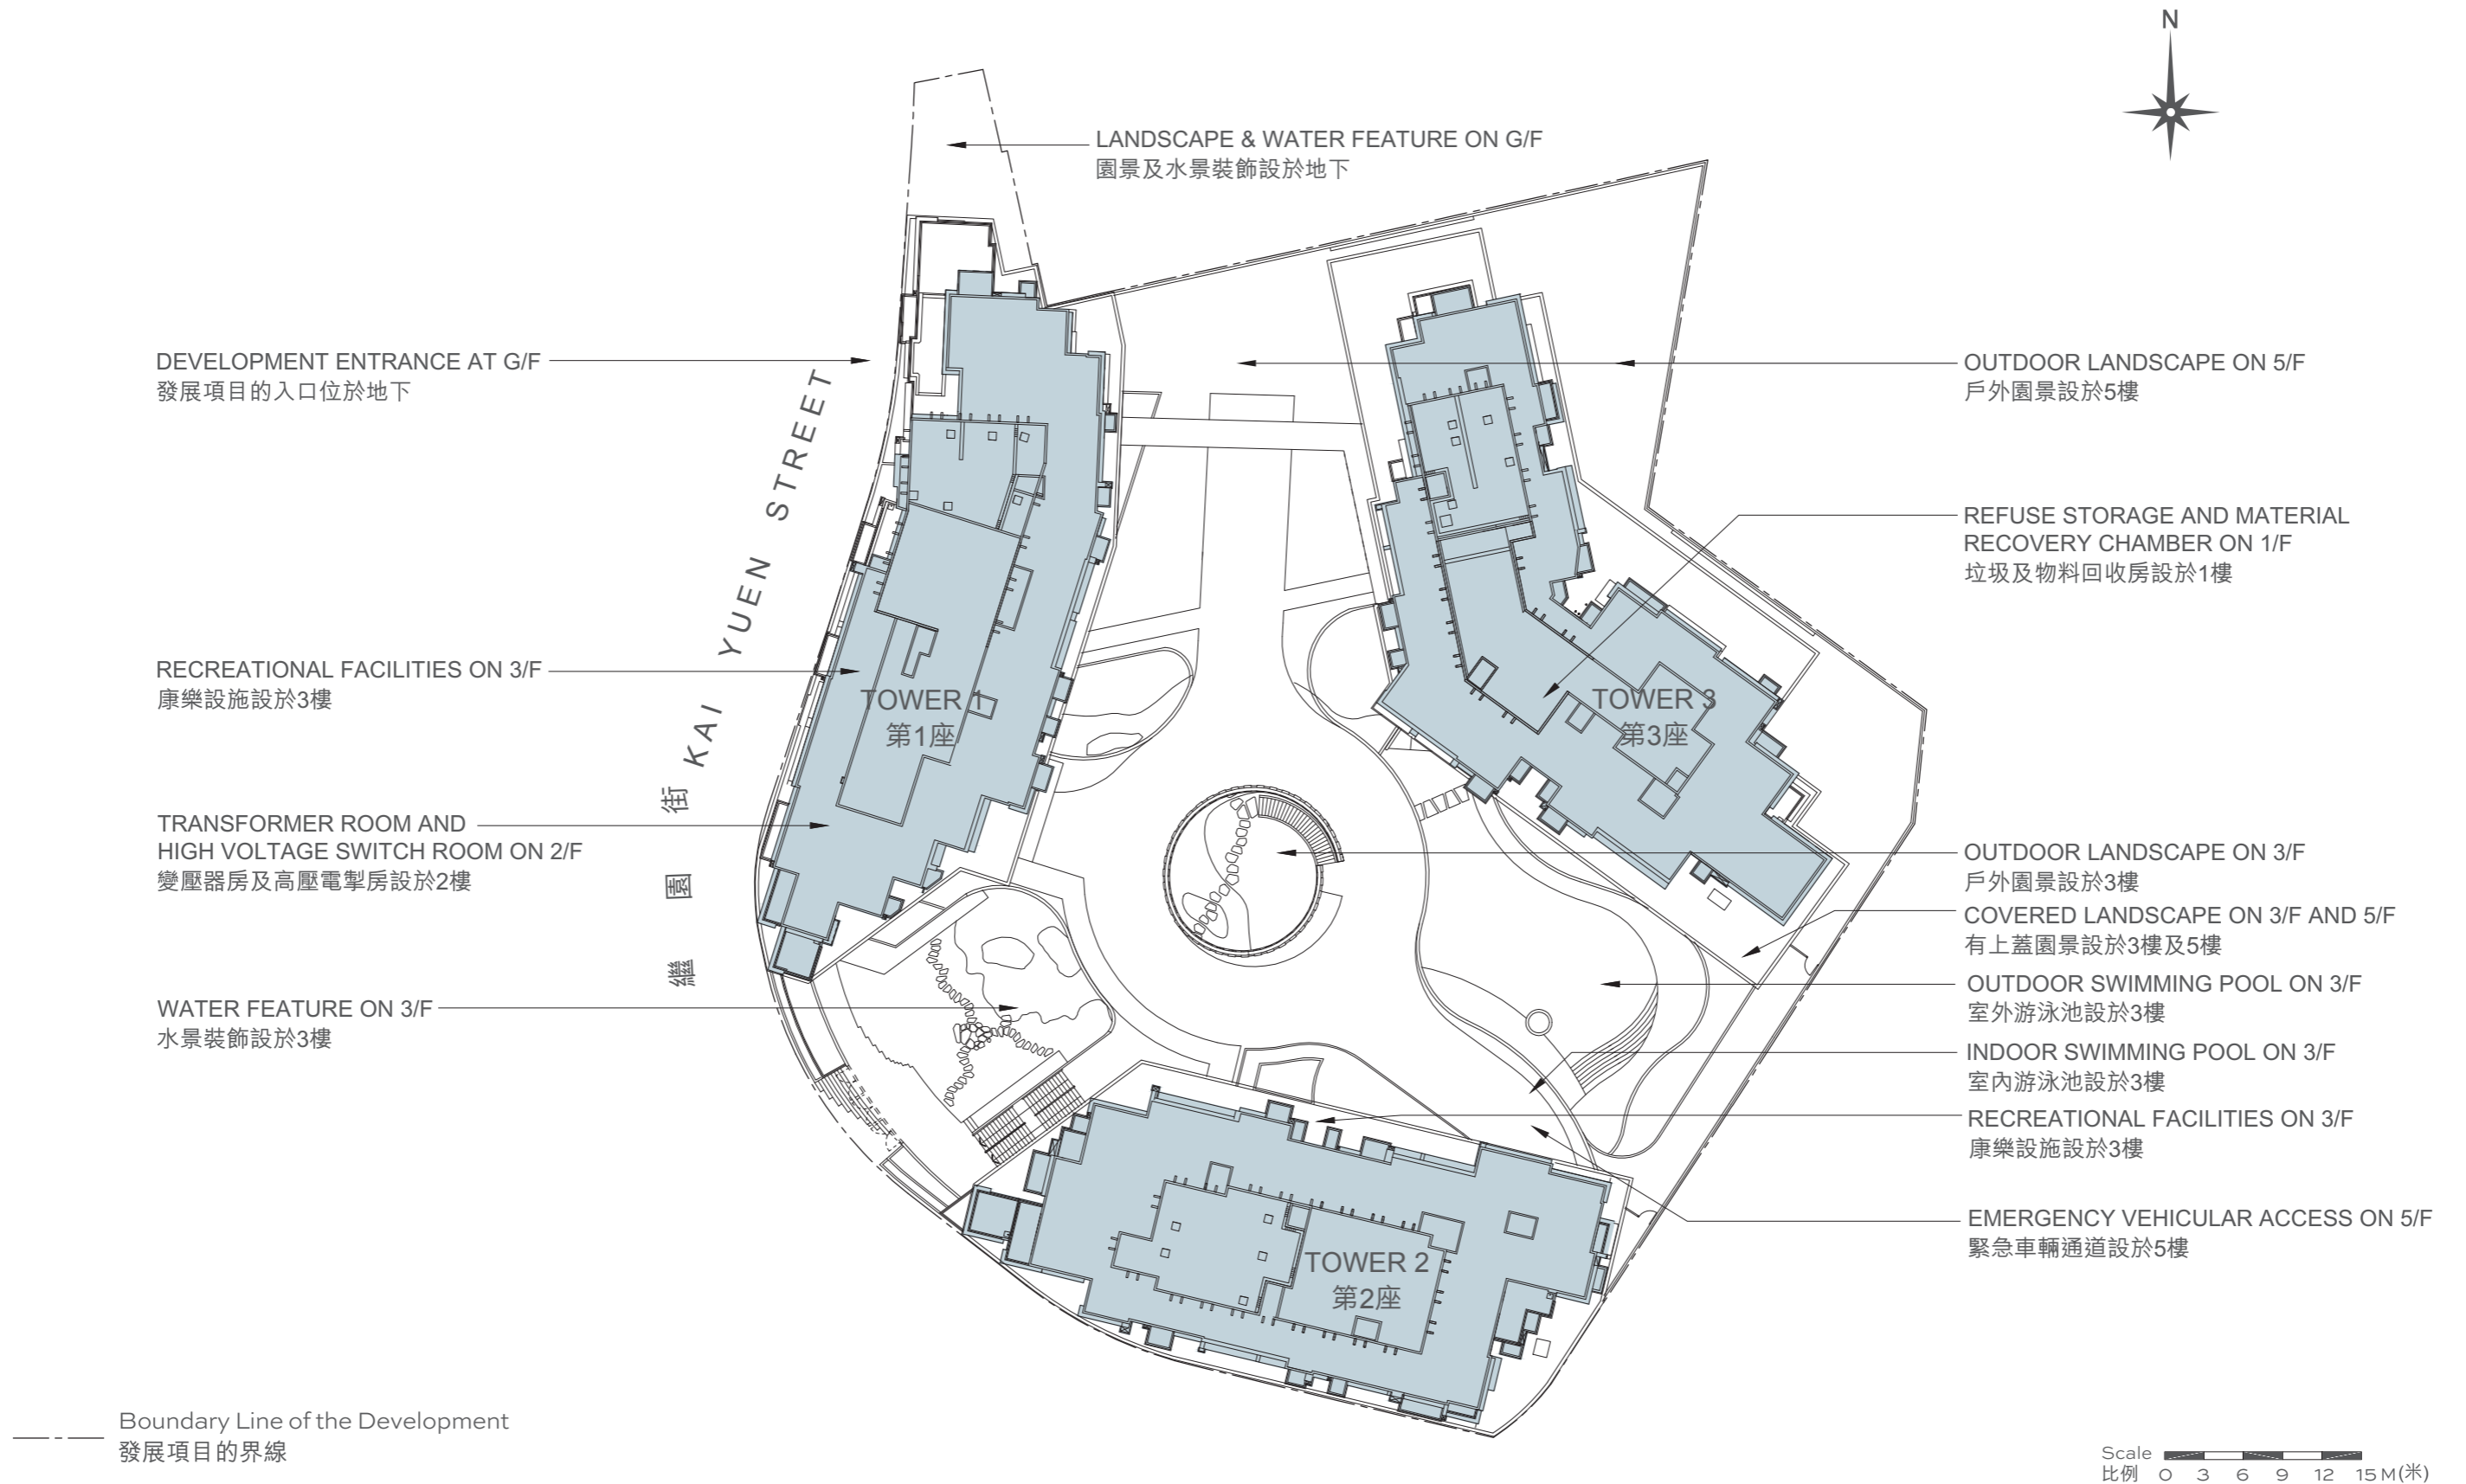 N
LANDSCAPE & WATER FEATURE ON G/F
園景及水景裝飾設於地下
DEVELOPMENT ENTRANCE AT G/F
發展項目的入口位於地下
OUTDOOR LANDSCAPE ON 5/F
戶外園景設於5樓
REFUSE STORAGE AND MATERIAL
RECOVERY CHAMBER ON 1/F
垃圾及物料回收房設於1樓
RECREATIONAL FACILITIES ON 3/F
康樂設施設於3樓
TOWER 1
第1座
TOWER 3
第3座
KAI YUEN STREET
繼園街
TRANSFORMER ROOM AND
HIGH VOLTAGE SWITCH ROOM ON 2/F
變壓器房及高壓電掣房設於2樓
OUTDOOR LANDSCAPE ON 3/F
戶外園景設於3樓
COVERED LANDSCAPE ON 3/F AND 5/F
有上蓋園景設於3樓及5樓
OUTDOOR SWIMMING POOL ON 3/F
室外游泳池設於3樓
WATER FEATURE ON 3/F
水景裝飾設於3樓
INDOOR SWIMMING POOL ON 3/F
室內游泳池設於3樓
RECREATIONAL FACILITIES ON 3/F
康樂設施設於3樓
EMERGENCY VEHICULAR ACCESS ON 5/F
緊急車輛通道設於5樓
TOWER 2
第2座
Boundary Line of the Development
發展項目的界線
Scale
比例 0 3 6 9 12 15 M(米)